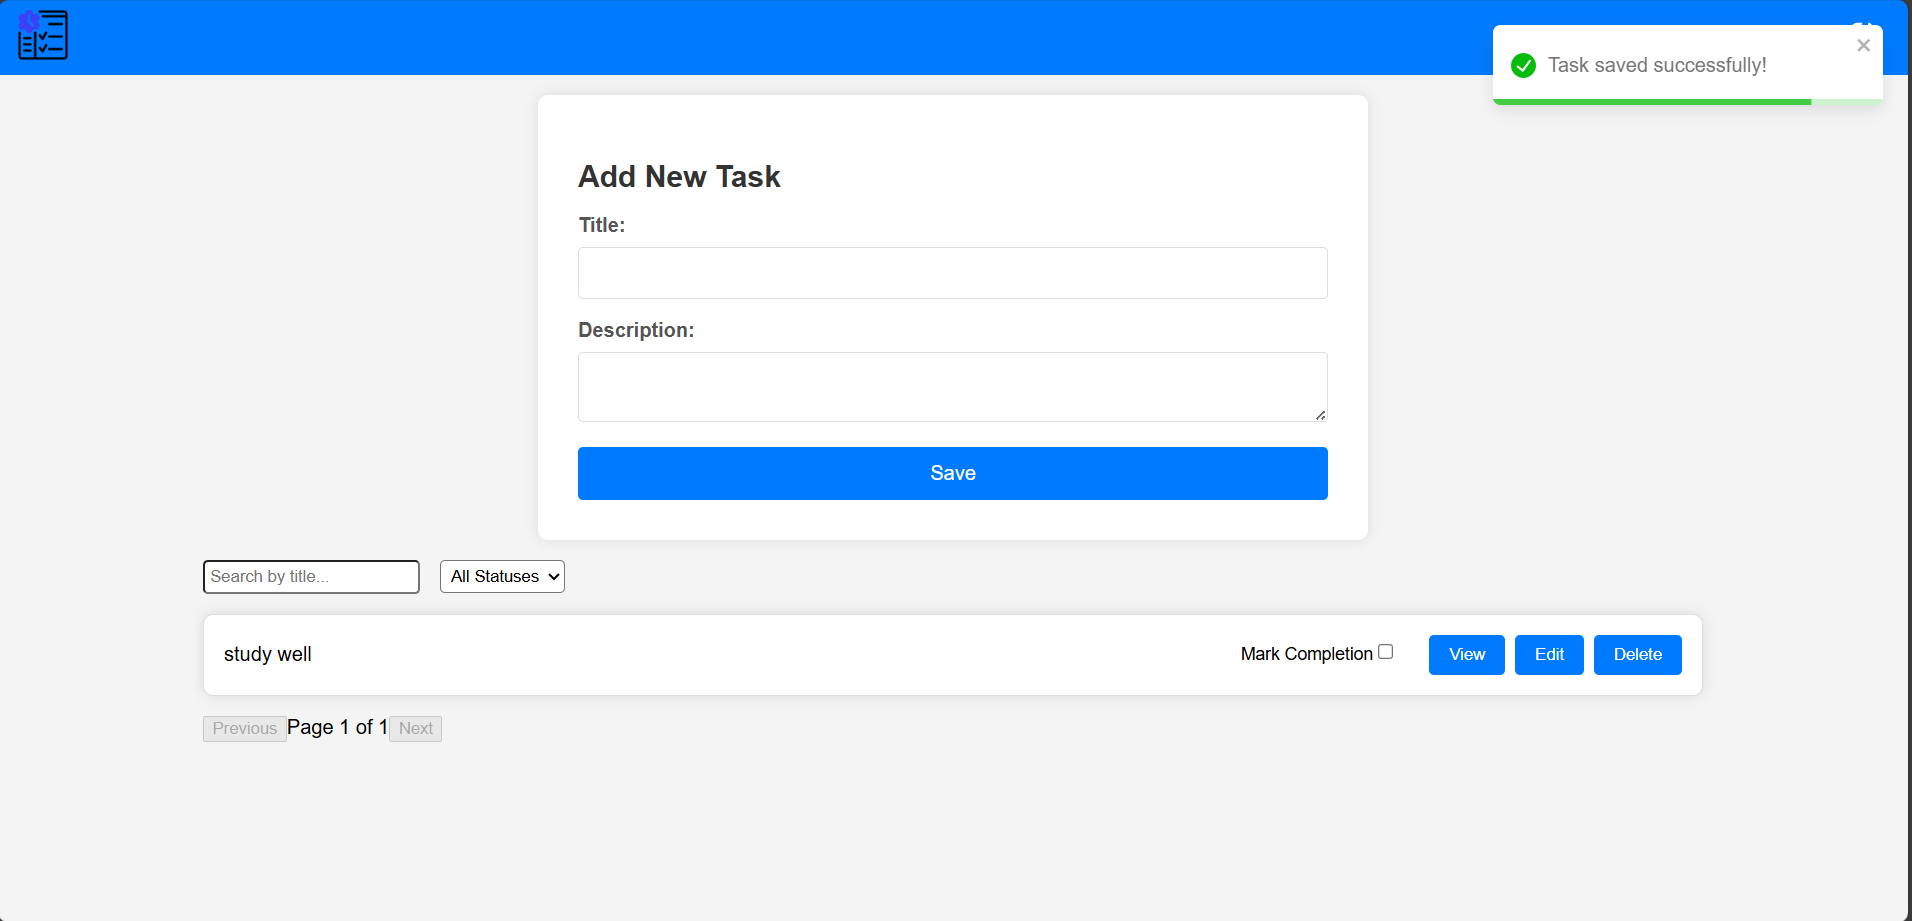 Task saved successfully!
Add New Task
Title:
Description:
Save
Search by title...
All Statuses
study well
Mark Completion
View
Edit
Delete
Previous
Page 1 of 1
Next